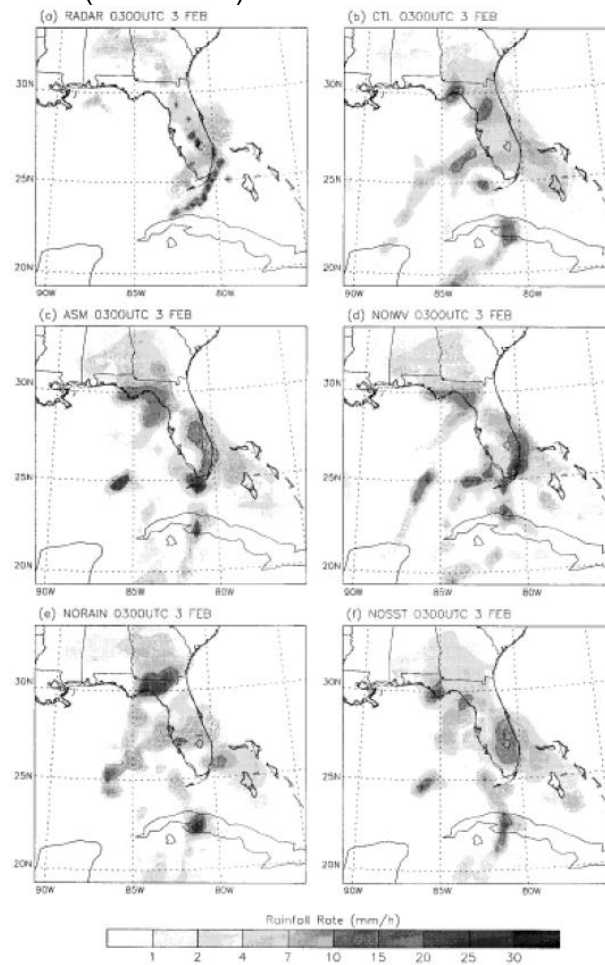 (a) RADAR 0300UTC 3 FEB
(b) CTL 0300UTC 3 FEB
30N
25N
20N
90W 85W 80W
30N
25N
20N
90W 85W 80W
(c) ASM 0300UTC 3 FEB
(d) NOIWV 0300UTC 3 FEB
30N
25N
20N
90W 85W 80W
30N
25N
20N
90W 85W 80W
(e) NORAIN 0300UTC 3 FEB
(f) NOSST 0300UTC 3 FEB
30N
25N
20N
90W 85W 80W
30N
25N
20N
90W 85W 80W
Rainfall Rate (mm/h)
1 2 4 7 10 15 20 25 30